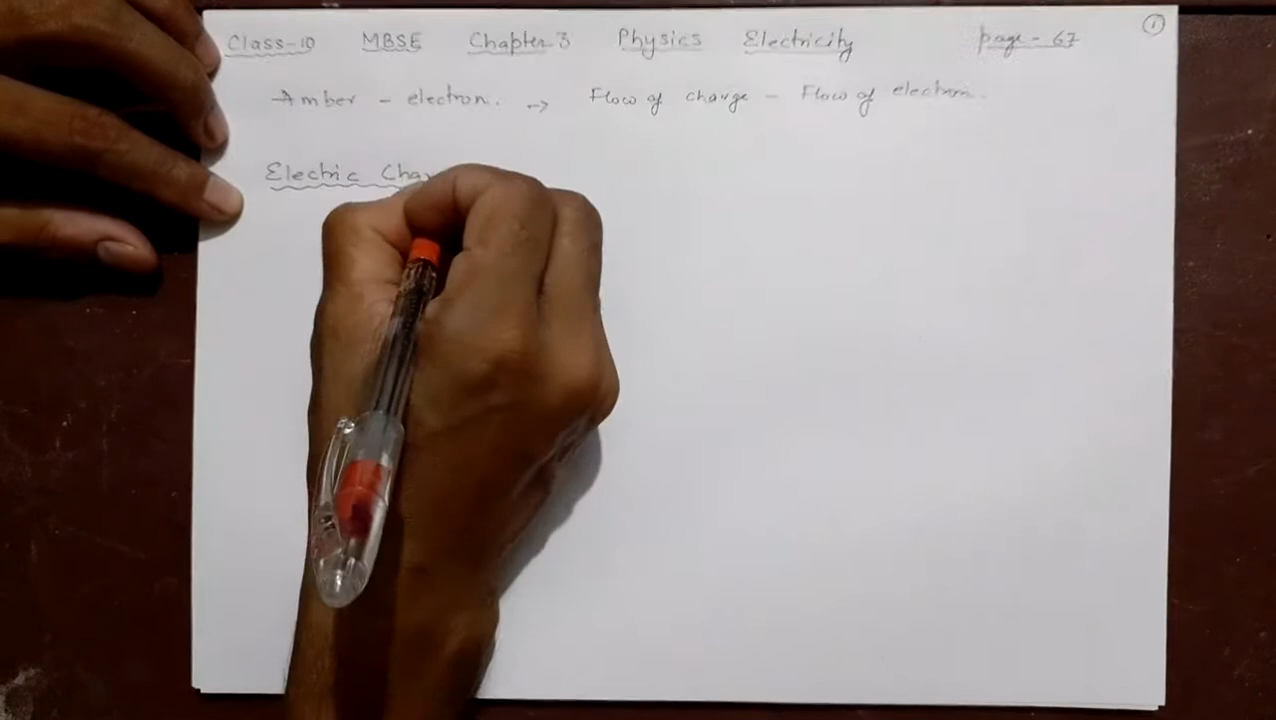 ①
Class-10 MBSE Chapter 3 Physics Electricity page - 67
Amber - electron. → Flow of charge - Flow of electron.
Electric Cha